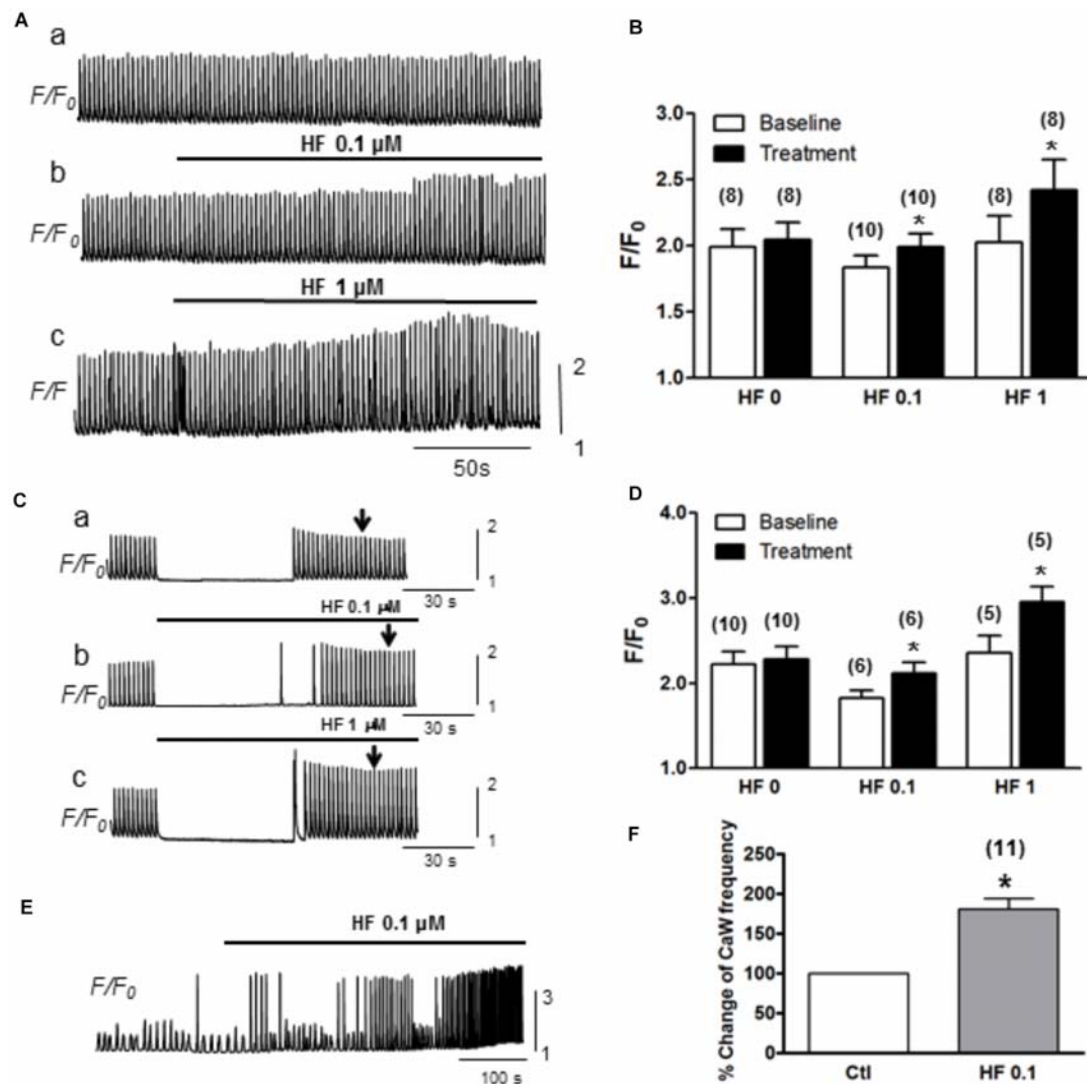 A
a
F/F0
HF 0.1 µM
b
F/F0
HF 1 µM
c
F/F
2
1
50s
B
3.0
2.5
2.0
1.5
1.0
F/F0
Baseline
Treatment
(8)
(8)
(10)
(10)
*
(8)
(8)
*
HF 0
HF 0.1
HF 1
C
a
F/F0
2
1
30 s
HF 0.1 µM
b
F/F0
2
1
30 s
HF 1 µM
c
F/F0
2
1
30 s
D
4.0
3.0
2.0
1.0
F/F0
Baseline
Treatment
(10)
(10)
(6)
(6)
*
(5)
(5)
*
HF 0
HF 0.1
HF 1
E
HF 0.1 µM
F/F0
3
1
100 s
F
% Change of CaW frequency
250
200
150
100
50
0
(11)
*
Ctl
HF 0.1